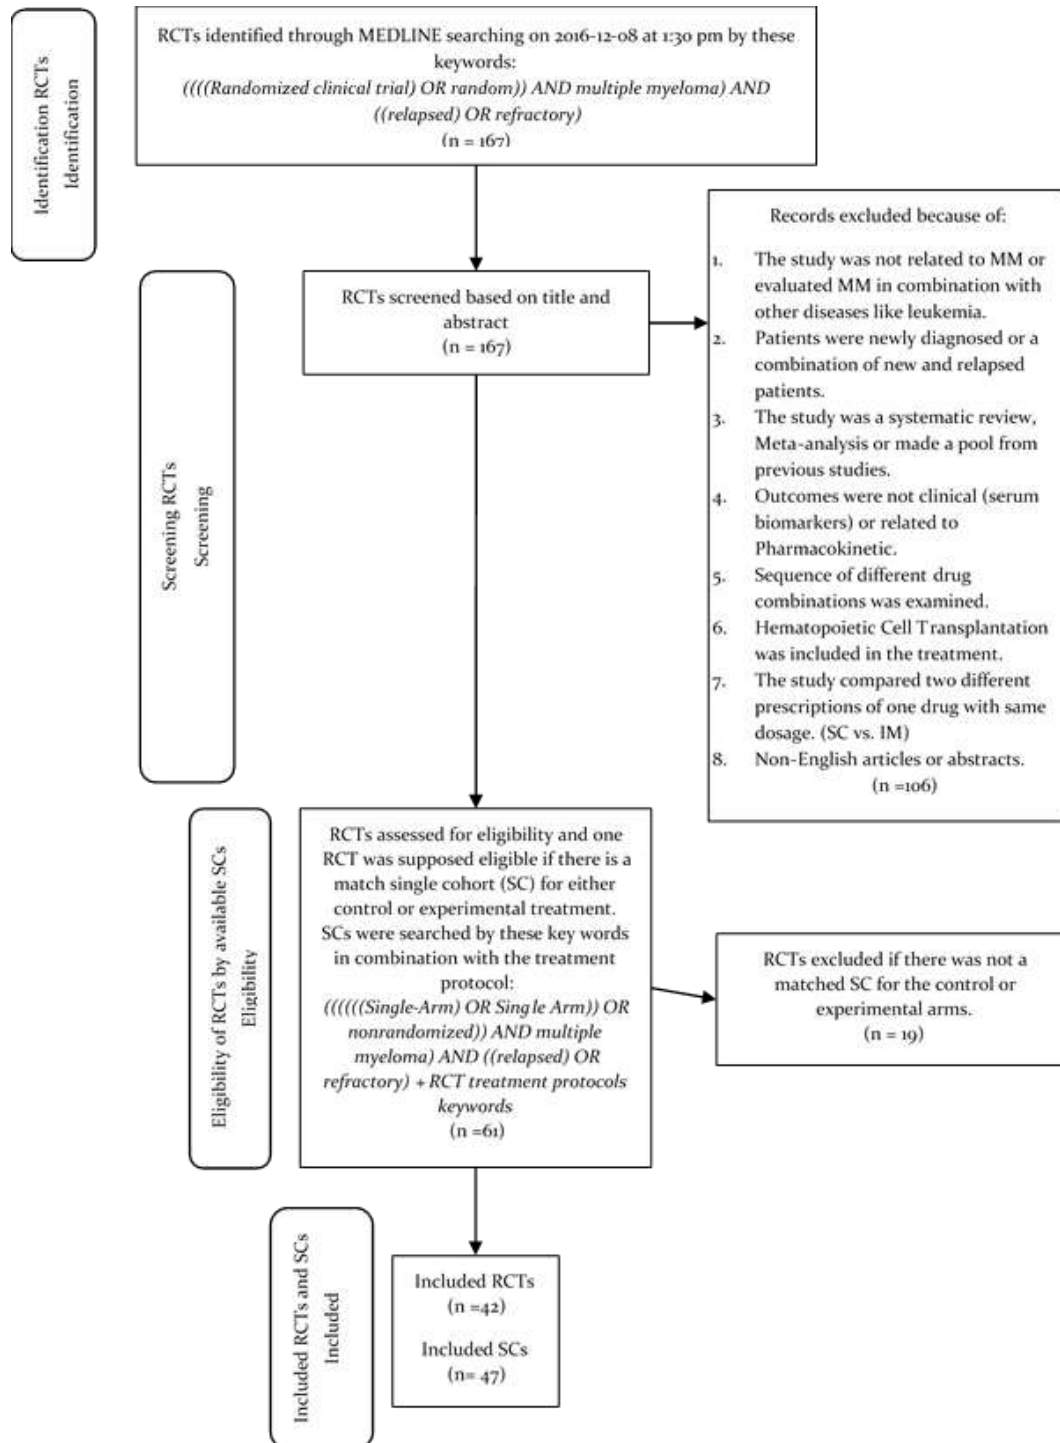 Identification RCTs
Identification
RCTs identified through MEDLINE searching on 2016-12-08 at 1:30 pm by these
keywords:
((((Randomized clinical trial) OR random)) AND multiple myeloma) AND
((relapsed) OR refractory)
(n = 167)
Screening RCTs
Screening
RCTs screened based on title and
abstract
(n = 167)
Records excluded because of:
1. The study was not related to MM or
evaluated MM in combination with
other diseases like leukemia.
2. Patients were newly diagnosed or a
combination of new and relapsed
patients.
3. The study was a systematic review,
Meta-analysis or made a pool from
previous studies.
4. Outcomes were not clinical (serum
biomarkers) or related to
Pharmacokinetic.
5. Sequence of different drug
combinations was examined.
6. Hematopoietic Cell Transplantation
was included in the treatment.
7. The study compared two different
prescriptions of one drug with same
dosage. (SC vs. IM)
8. Non-English articles or abstracts.
(n =106)
Eligibility of RCTs by available SCs
Eligibility
RCTs assessed for eligibility and one
RCT was supposed eligible if there is a
match single cohort (SC) for either
control or experimental treatment.
SCs were searched by these key words
in combination with the treatment
protocol:
((((((Single-Arm) OR Single Arm)) OR
nonrandomized)) AND multiple
myeloma) AND ((relapsed) OR
refractory) + RCT treatment protocols
keywords
(n =61)
RCTs excluded if there was not a
matched SC for the control or
experimental arms.
(n = 19)
Included RCTs and SCs
Included
Included RCTs
(n =42)
Included SCs
(n= 47)